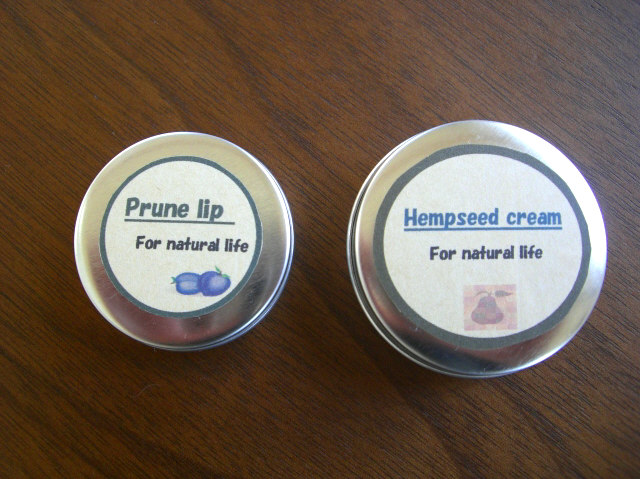 Prune lip
For natural life
Hempseed cream
For natural life